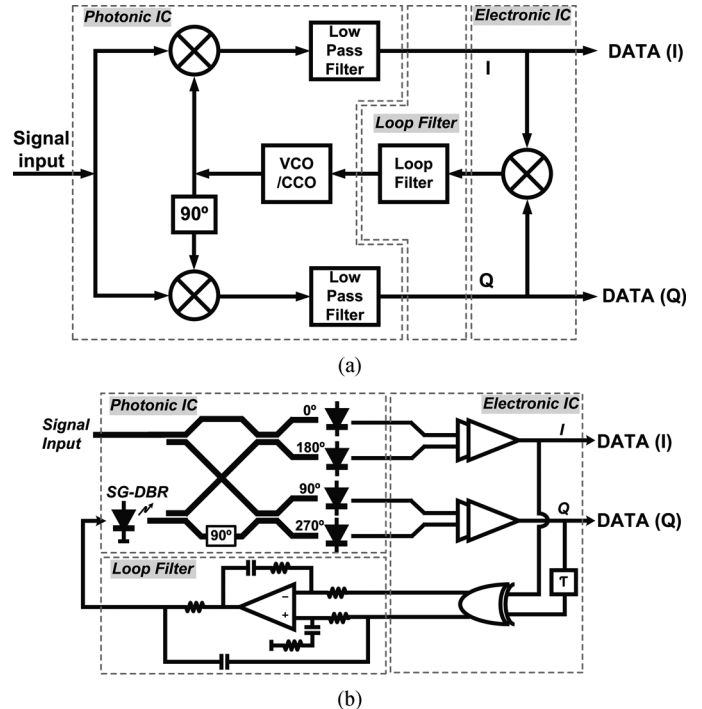 Photonic IC
Electronic IC
Low
Pass
Filter
DATA (I)
I
Loop Filter
Signal
input
VCO
/CCO
Loop
Filter
90º
Q
Low
Pass
Filter
DATA (Q)
(a)
Photonic IC
Electronic IC
Signal
Input
0º
180º
I
DATA (I)
SG-DBR
90º
270º
90º
Q
DATA (Q)
Loop Filter
−
+
τ
(b)